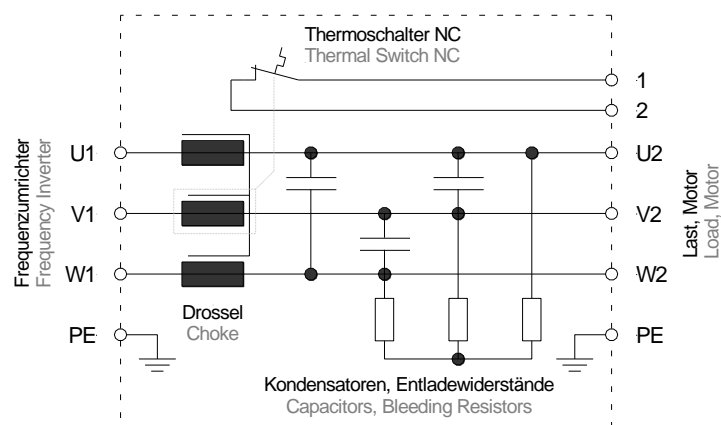 Thermoschalter NC
Thermal Switch NC
1
2
Frequenzumrichter
Frequency Inverter
U1
V1
W1
PE
U2
V2
W2
PE
Last, Motor
Load, Motor
Drossel
Choke
Kondensatoren, Entladewiderstände
Capacitors, Bleeding Resistors